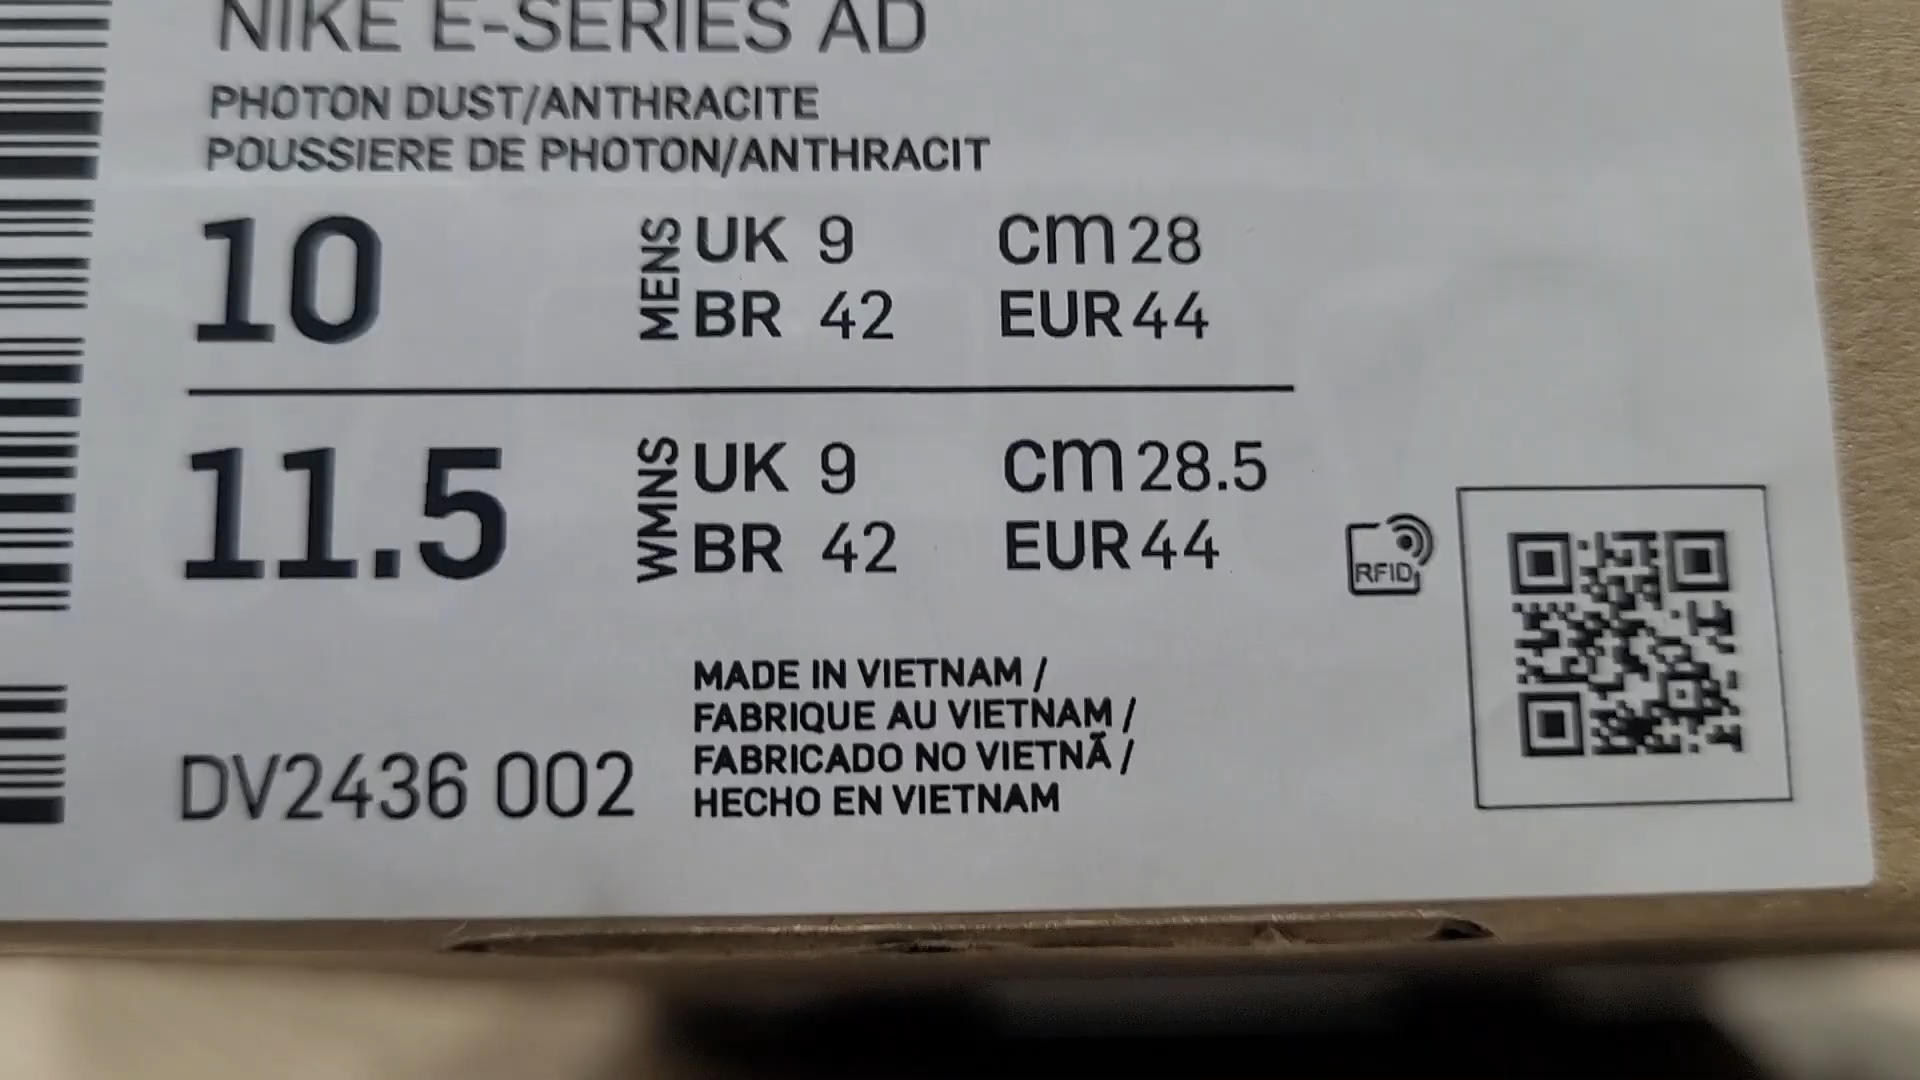 NIKE E-SERIES AD
PHOTON DUST/ANTHRACITE
POUSSIERE DE PHOTON/ANTHRACIT
10 MENS UK 9 cm 28
BR 42 EUR 44
11.5 WMNS UK 9 cm 28.5
BR 42 EUR 44
RFID
MADE IN VIETNAM /
FABRIQUE AU VIETNAM /
FABRICADO NO VIETNÃ /
HECHO EN VIETNAM
DV2436 002